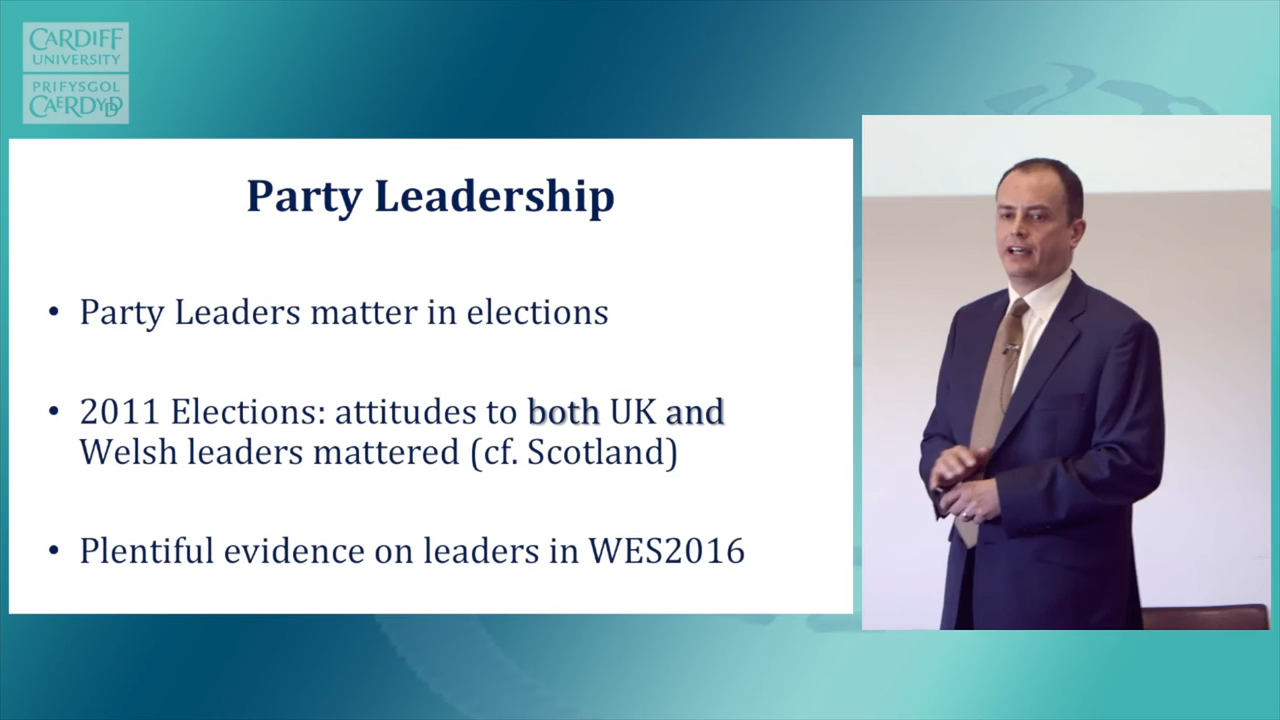 CARDIFF
UNIVERSITY
PRIFYSGOL
CAERDYDD
Party Leadership
• Party Leaders matter in elections
• 2011 Elections: attitudes to both UK and
Welsh leaders mattered (cf. Scotland)
• Plentiful evidence on leaders in WES2016